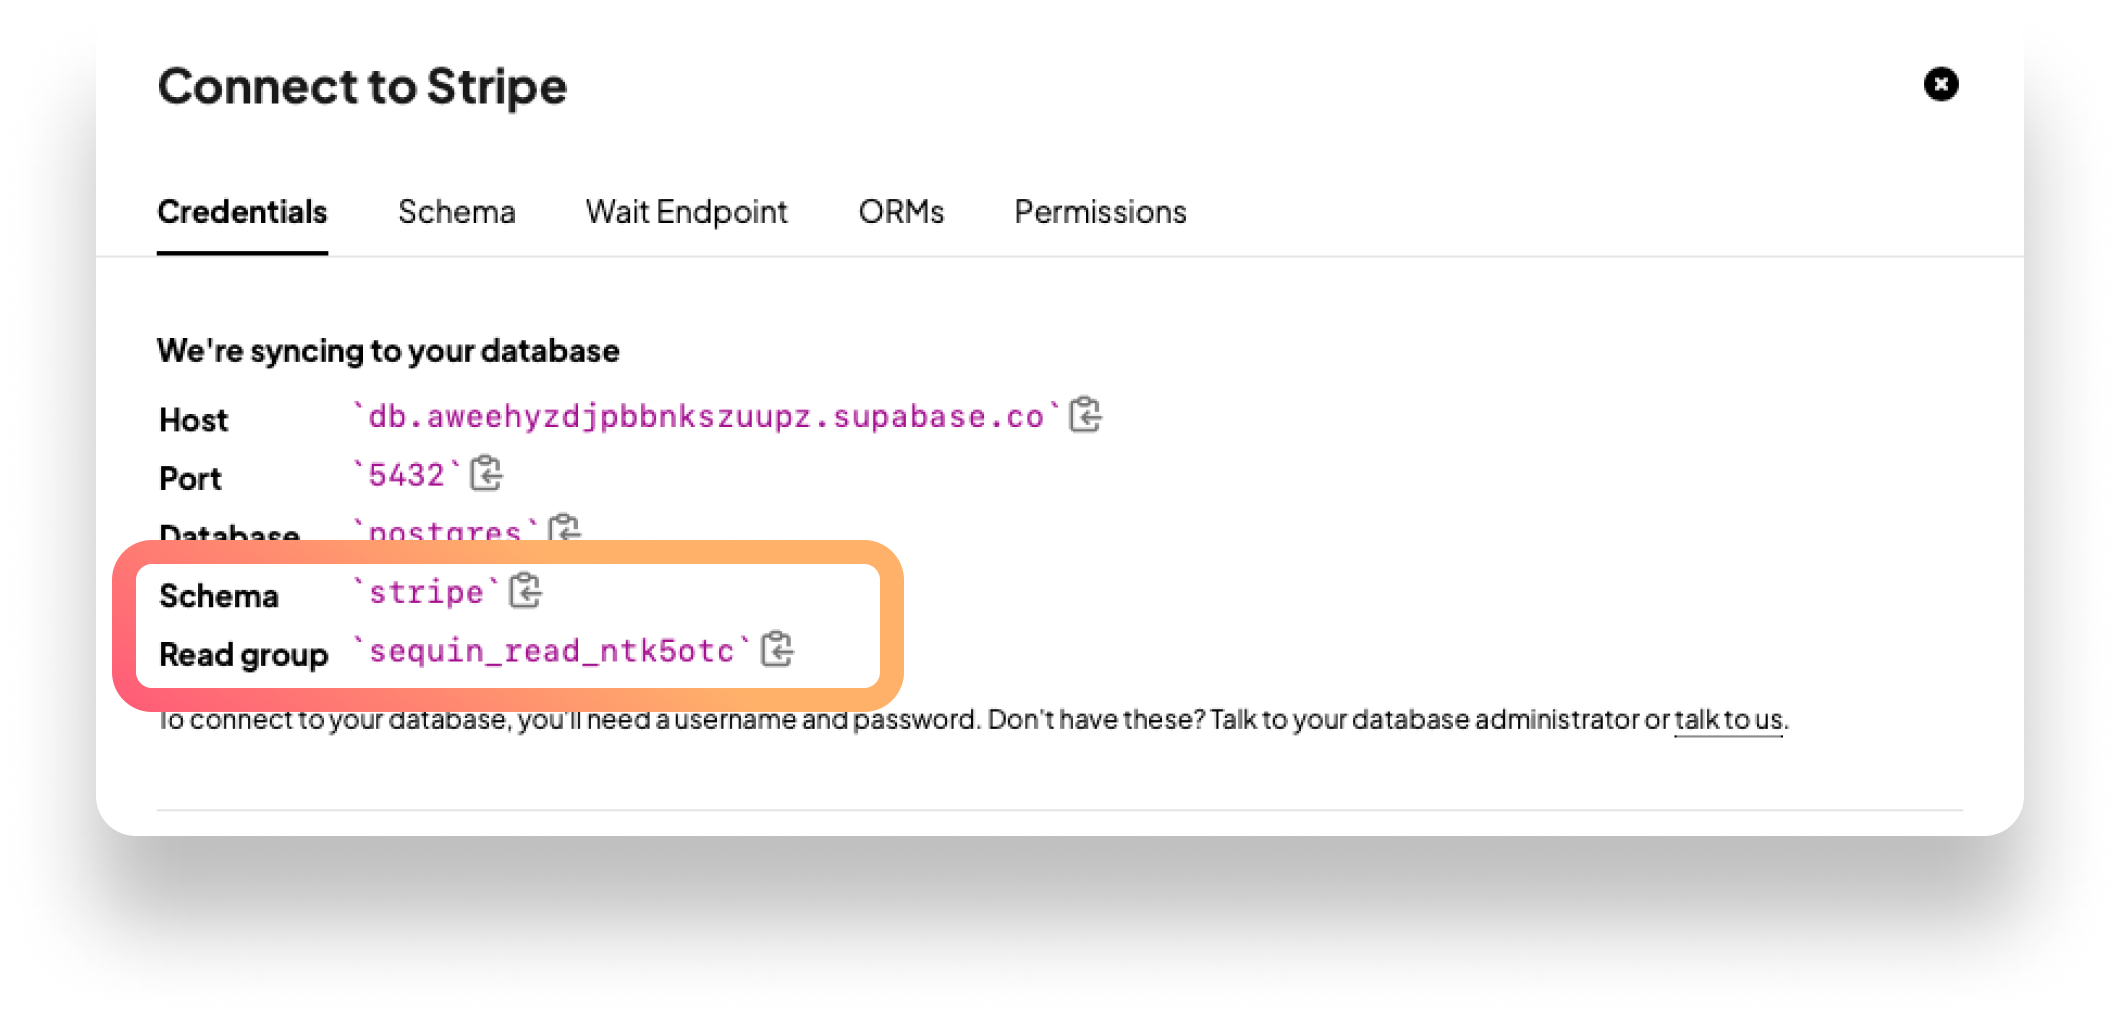 Connect to Stripe
Credentials Schema Wait Endpoint ORMs Permissions
We're syncing to your database
Host `db.aweehyzdjpbbnkszuupz.supabase.co`
Port `5432`
Database `postgres`
Schema `stripe`
Read group `sequin_read_ntk5otc`
To connect to your database, you'll need a username and password. Don't have these? Talk to your database administrator or talk to us.